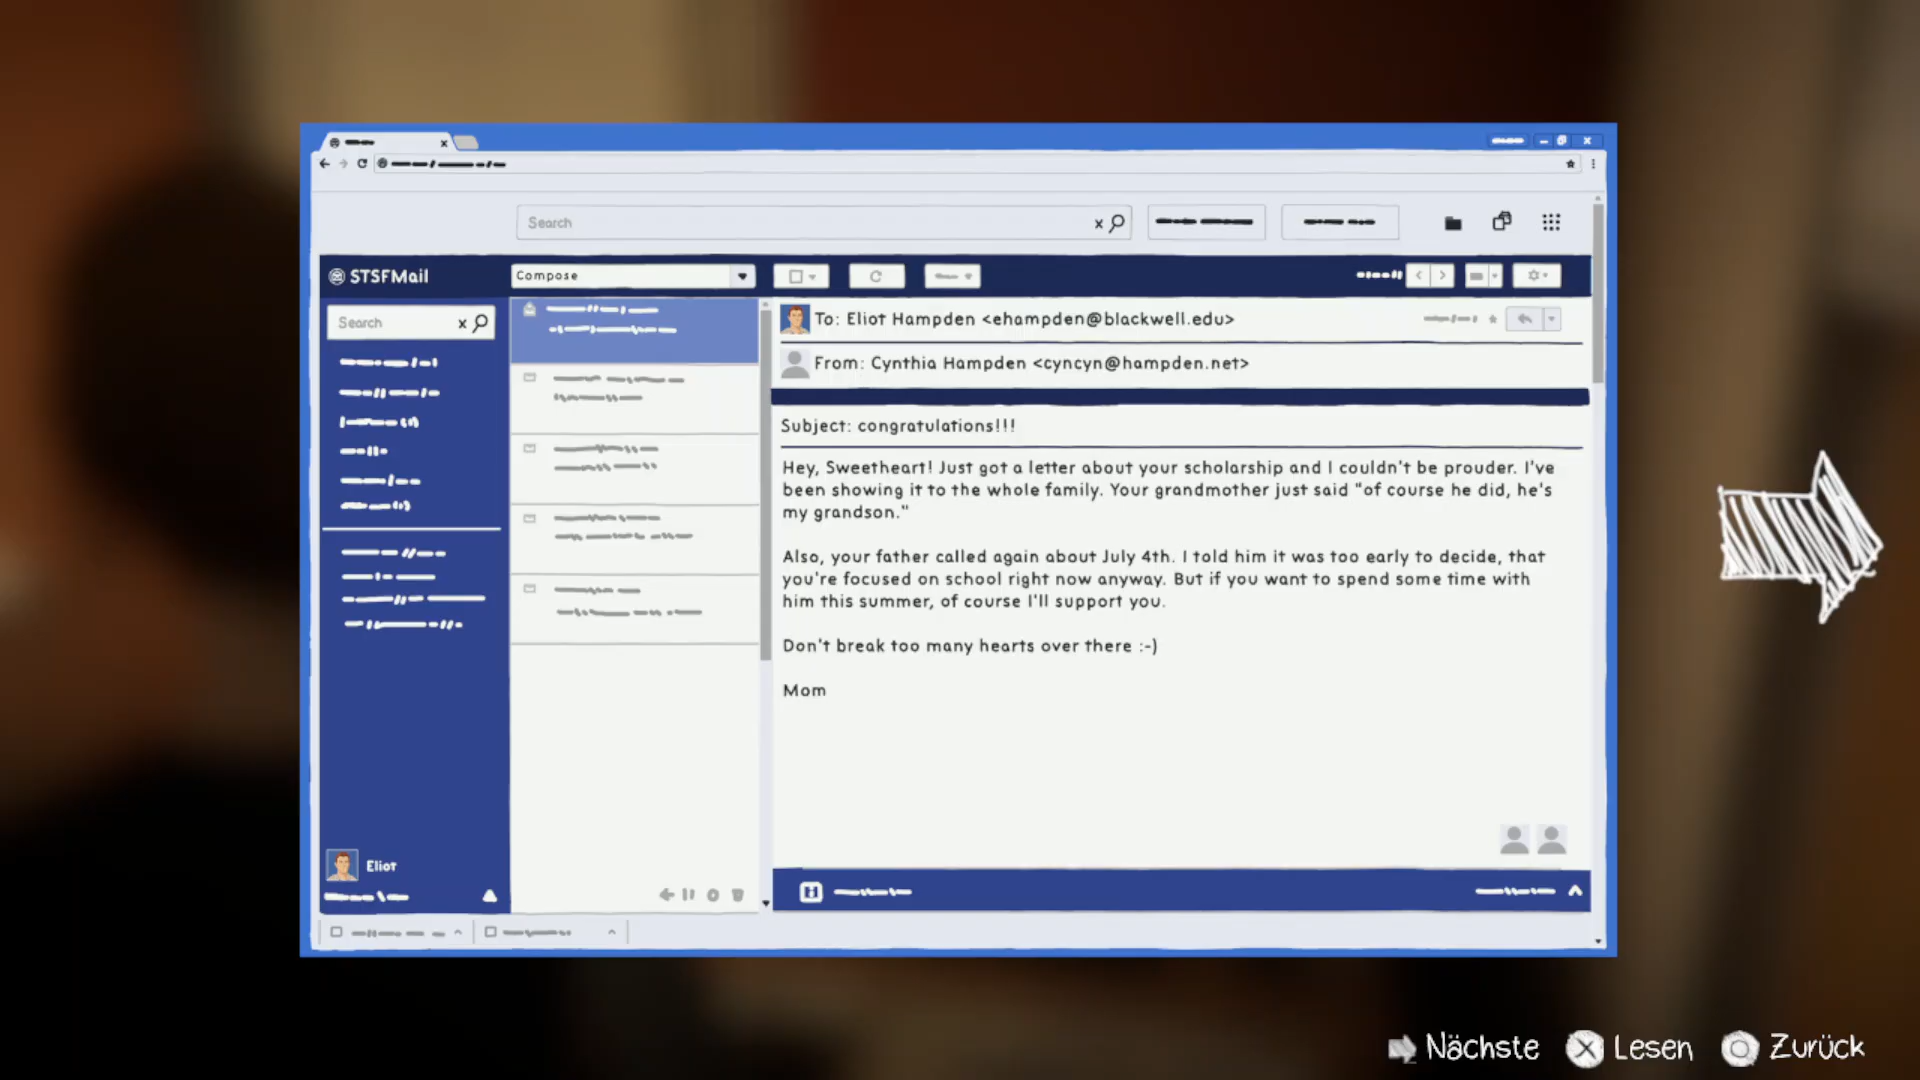 Search
STSFMail
Compose
Search
To: Eliot Hampden <ehampden@blackwell.edu>
From: Cynthia Hampden <cyncyn@hampden.net>
Subject: congratulations!!!
Hey, Sweetheart! Just got a letter about your scholarship and I couldn't be prouder. I've
been showing it to the whole family. Your grandmother just said "of course he did, he's
my grandson."
Also, your father called again about July 4th. I told him it was too early to decide, that
you're focused on school right now anyway. But if you want to spend some time with
him this summer, of course I'll support you.
Don't break too many hearts over there :-)
Mom
Eliot
Nächste
Lesen
Zurück